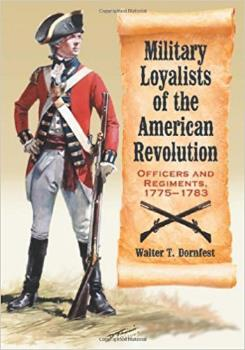 Military
Loyalists
of the
American
Revolution
OFFICERS AND
REGIMENTS,
1775–1783
Walter T. Dornfest